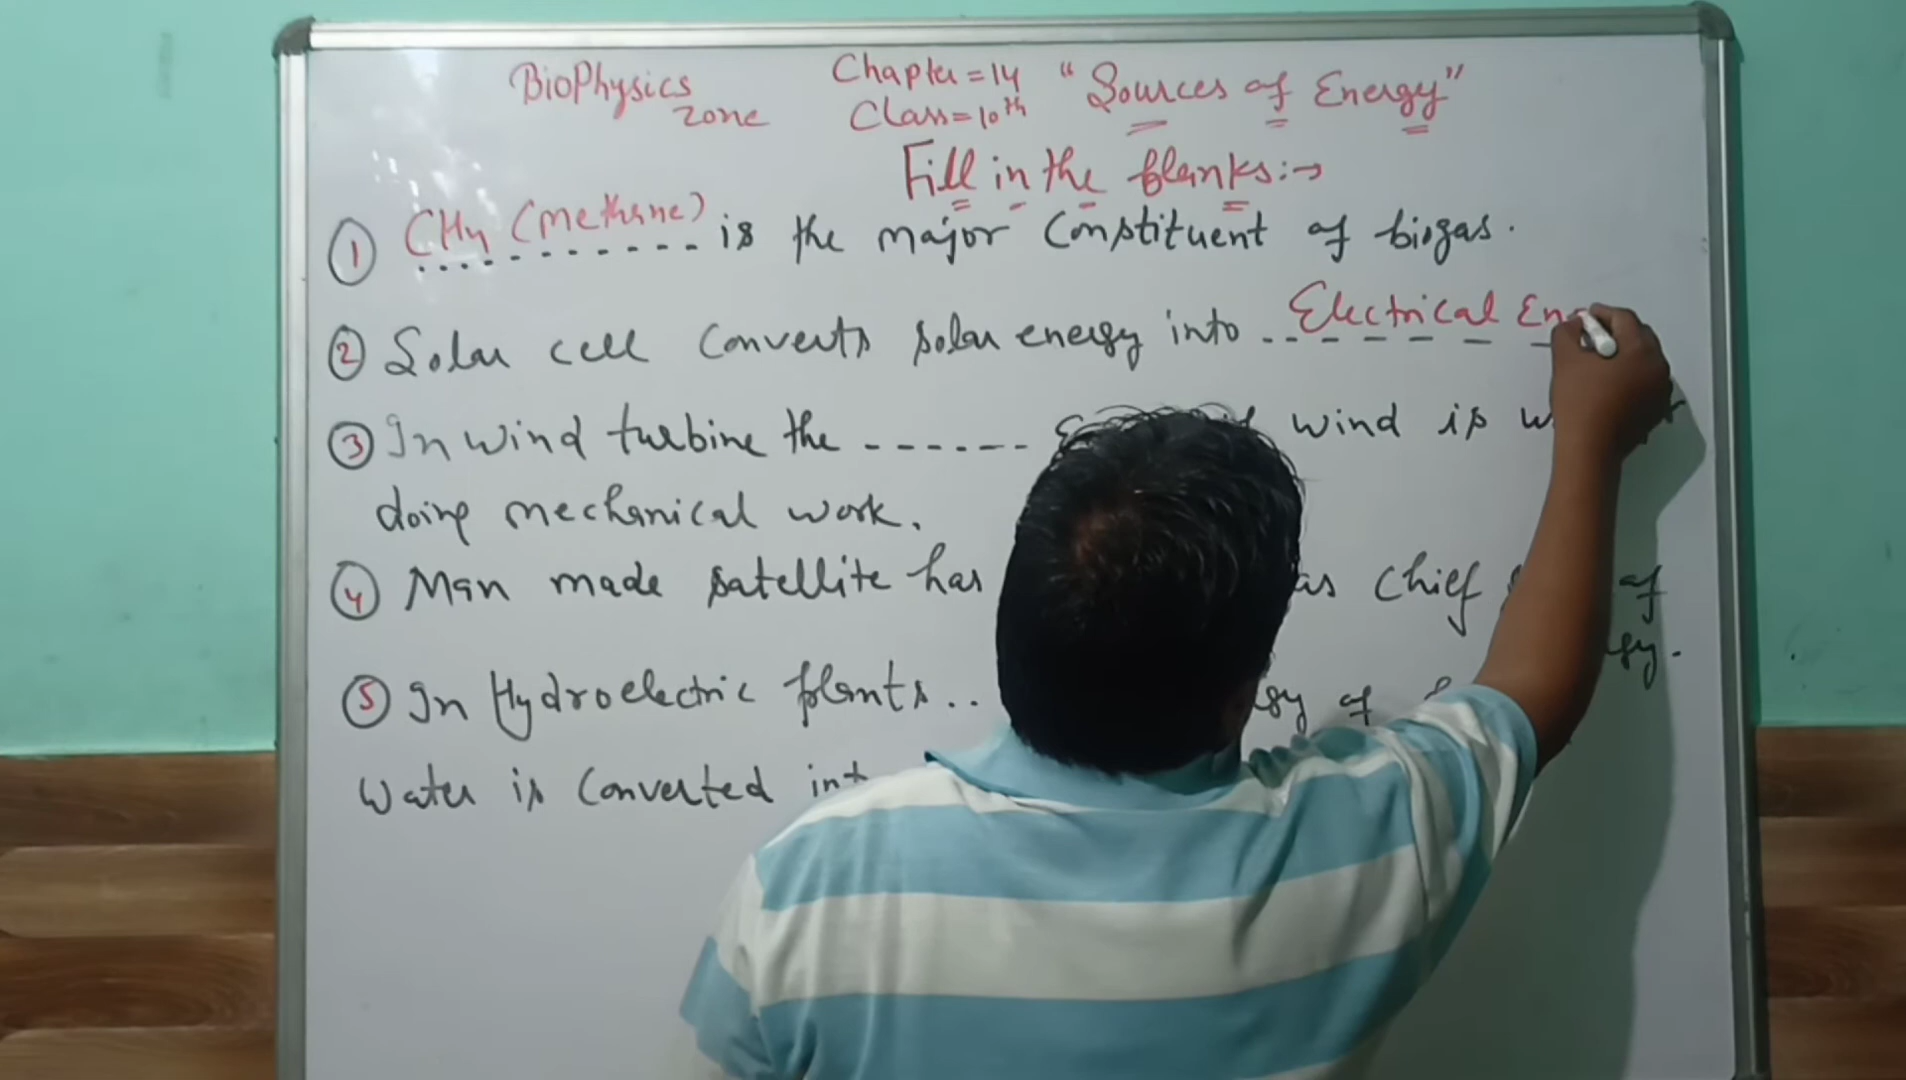 BioPhysics zone
Chapter = 14
Class = 10th
"Sources of Energy"
Fill in the blanks :→
① CH4 (Methane) ........... is the major constituent of biogas.
② Solar cell converts solar energy into .. Electrical
③ In wind turbine the ------ wind is
doing mechanical work.
④ Man made satellite has as chief of
⑤ In Hydroelectric plants .. of
water is converted